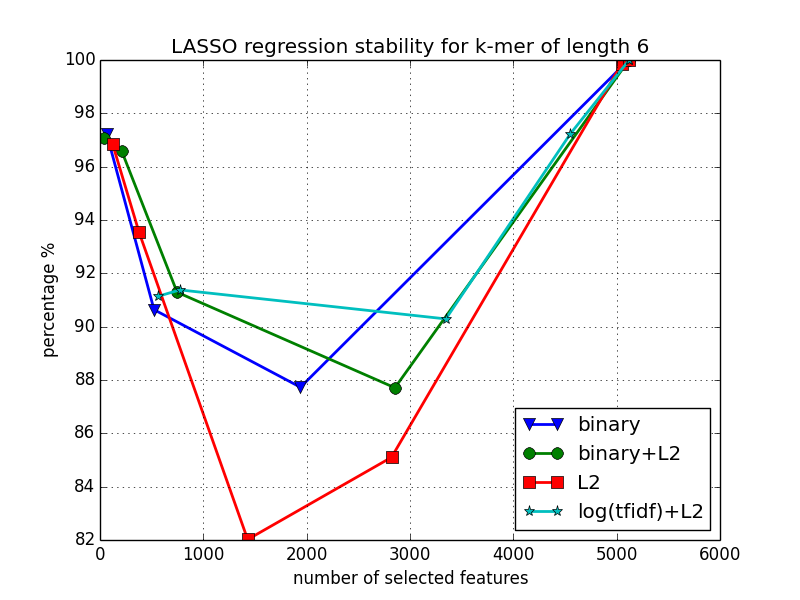 LASSO regression stability for k-mer of length 6
percentage %
100
98
96
94
92
90
88
86
84
82
binary
binary+L2
L2
log(tfidf)+L2
0 1000 2000 3000 4000 5000 6000
number of selected features